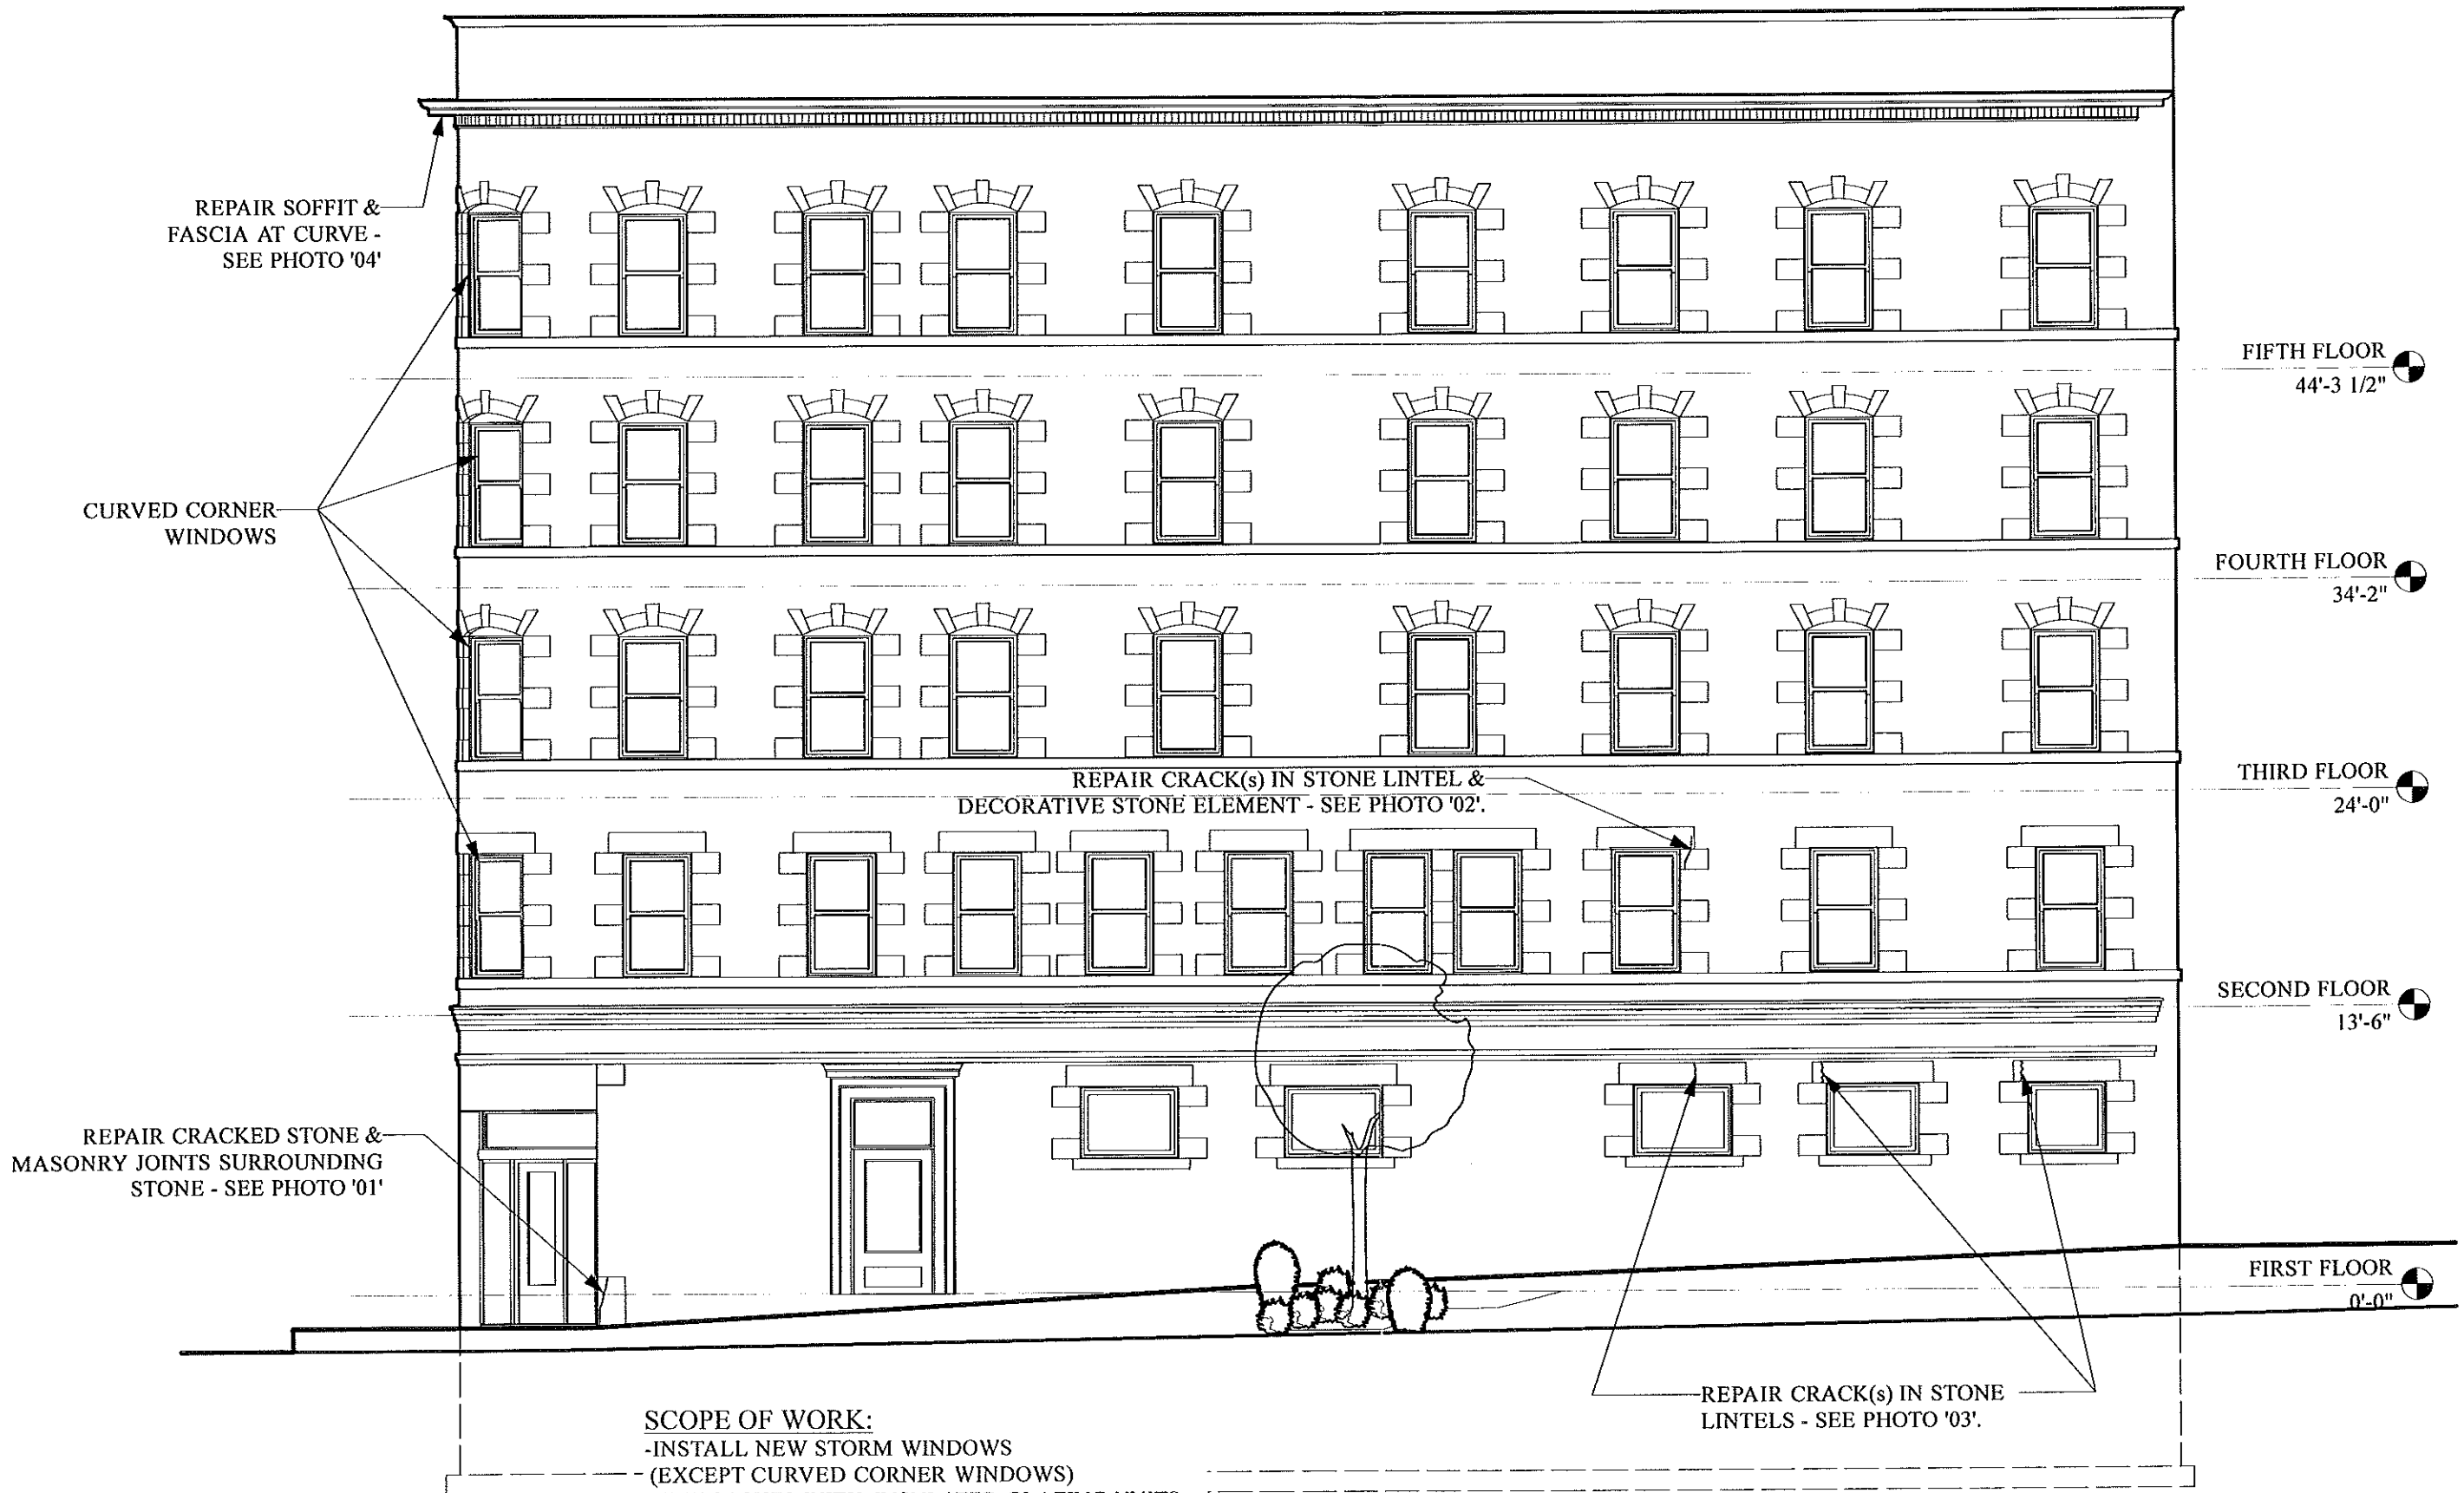 REPAIR SOFFIT &
FASCIA AT CURVE -
SEE PHOTO '04'
FIFTH FLOOR
44'-3 1/2"
CURVED CORNER
WINDOWS
FOURTH FLOOR
34'-2"
REPAIR CRACK(s) IN STONE LINTEL &
DECORATIVE STONE ELEMENT - SEE PHOTO '02'.
THIRD FLOOR
24'-0"
SECOND FLOOR
13'-6"
REPAIR CRACKED STONE &
MASONRY JOINTS SURROUNDING
STONE - SEE PHOTO '01'
FIRST FLOOR
0'-0"
REPAIR CRACK(s) IN STONE
LINTELS - SEE PHOTO '03'.
SCOPE OF WORK:
-INSTALL NEW STORM WINDOWS
(EXCEPT CURVED CORNER WINDOWS)